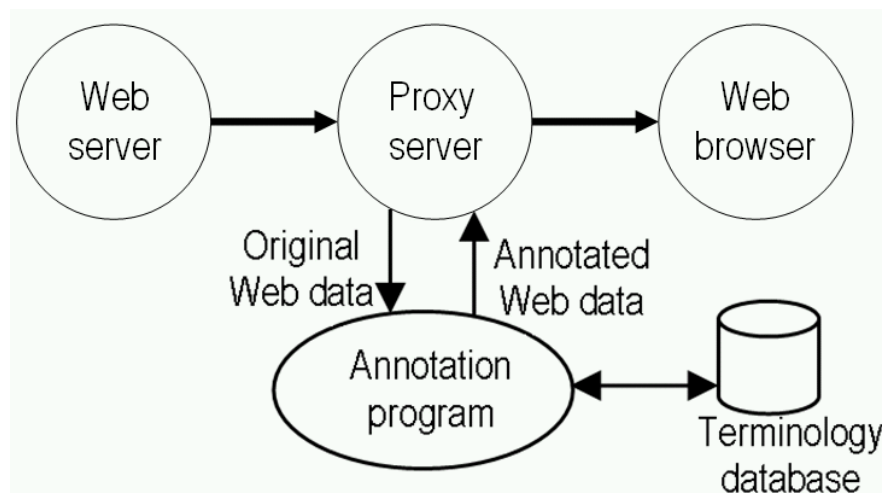 Web
server
Proxy
server
Web
browser
Original
Web data
Annotated
Web data
Annotation
program
Terminology
database